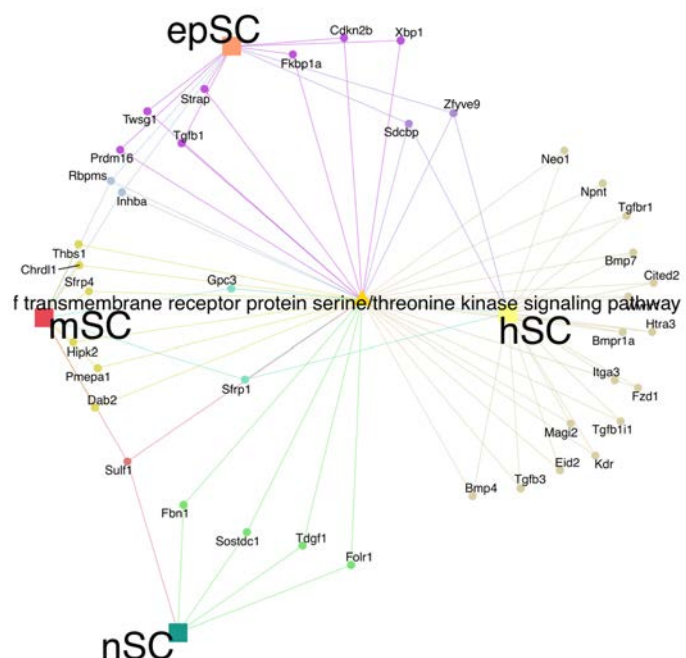 epSC
Cdkn2b
Xbp1
Fkbp1a
Strap
Zfyve9
Twsg1
Sdcbp
Tgfb1
Prdm16
Neo1
Rbpms
Npnt
Inhba
Tgfbr1
Thbs1
Bmp7
Chrdl1
Cited2
Sfrp4
Gpc3
f transmembrane receptor protein serine/threonine kinase signaling pathway
mSC
hSC
Htra3
Bmpr1a
Hipk2
Pmepa1
Itga3
Sfrp1
Fzd1
Dab2
Tgfb1i1
Magi2
Sulf1
Eid2
Kdr
Tgfb3
Bmp4
Fbn1
Sostdc1
Tdgf1
Folr1
nSC